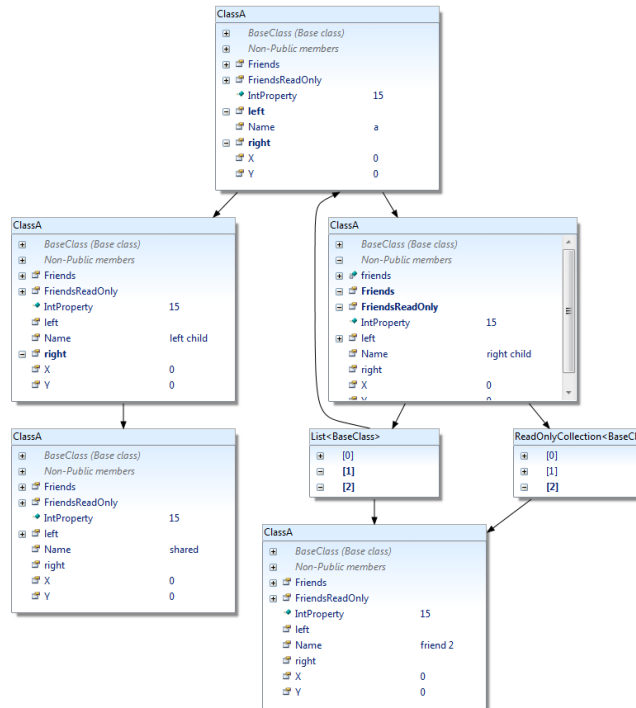 ClassA
BaseClass (Base class)
Non-Public members
Friends
FriendsReadOnly
IntProperty 15
left
Name a
right
X 0
Y 0
ClassA
BaseClass (Base class)
Non-Public members
Friends
FriendsReadOnly
IntProperty 15
left
Name left child
right
X 0
Y 0
ClassA
BaseClass (Base class)
Non-Public members
friends
Friends
FriendsReadOnly
IntProperty 15
left
Name right child
right
X 0
Y 0
ClassA
BaseClass (Base class)
Non-Public members
Friends
FriendsReadOnly
IntProperty 15
left
Name shared
right
X 0
Y 0
List<BaseClass>
[0]
[1]
[2]
ReadOnlyCollection<BaseCl
[0]
[1]
[2]
ClassA
BaseClass (Base class)
Non-Public members
Friends
FriendsReadOnly
IntProperty 15
left
Name friend 2
right
X 0
Y 0